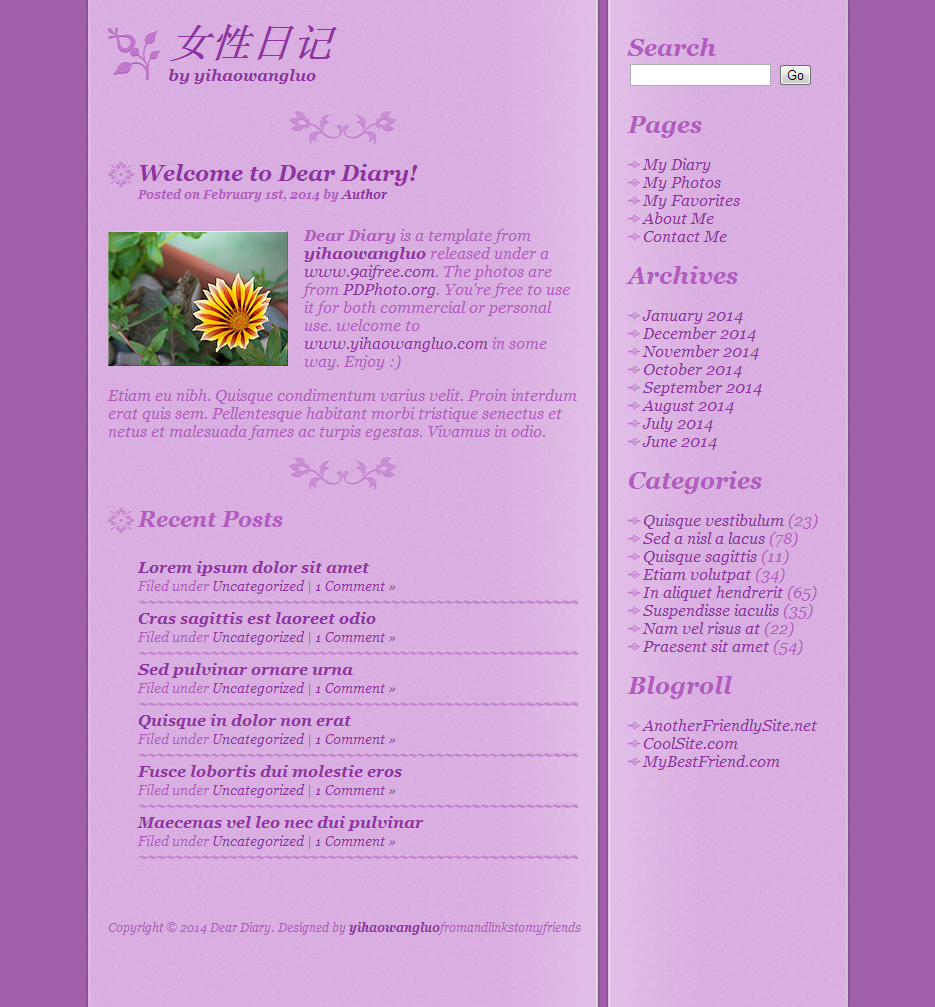 女性日记
by yihaowangluo
Welcome to Dear Diary!
Posted on February 1st, 2014 by Author
Dear Diary is a template from
yihaowangluo released under a
www.9aifree.com. The photos are
from PDPhoto.org. You're free to use
it for both commercial or personal
use. welcome to
www.yihaowangluo.com in some
way. Enjoy :)
Etiam eu nibh. Quisque condimentum varius velit. Proin interdum
erat quis sem. Pellentesque habitant morbi tristique senectus et
netus et malesuada fames ac turpis egestas. Vivamus in odio.
Recent Posts
Lorem ipsum dolor sit amet
Filed under Uncategorized | 1 Comment »
Cras sagittis est laoreet odio
Filed under Uncategorized | 1 Comment »
Sed pulvinar ornare urna
Filed under Uncategorized | 1 Comment »
Quisque in dolor non erat
Filed under Uncategorized | 1 Comment »
Fusce lobortis dui molestie eros
Filed under Uncategorized | 1 Comment »
Maecenas vel leo nec dui pulvinar
Filed under Uncategorized | 1 Comment »
Copyright © 2014 Dear Diary. Designed by yihaowangluofromandlinkstomyfriends
Search
Go
Pages
My Diary
My Photos
My Favorites
About Me
Contact Me
Archives
January 2014
December 2014
November 2014
October 2014
September 2014
August 2014
July 2014
June 2014
Categories
Quisque vestibulum (23)
Sed a nisl a lacus (78)
Quisque sagittis (11)
Etiam volutpat (34)
In aliquet hendrerit (65)
Suspendisse iaculis (35)
Nam vel risus at (22)
Praesent sit amet (54)
Blogroll
AnotherFriendlySite.net
CoolSite.com
MyBestFriend.com